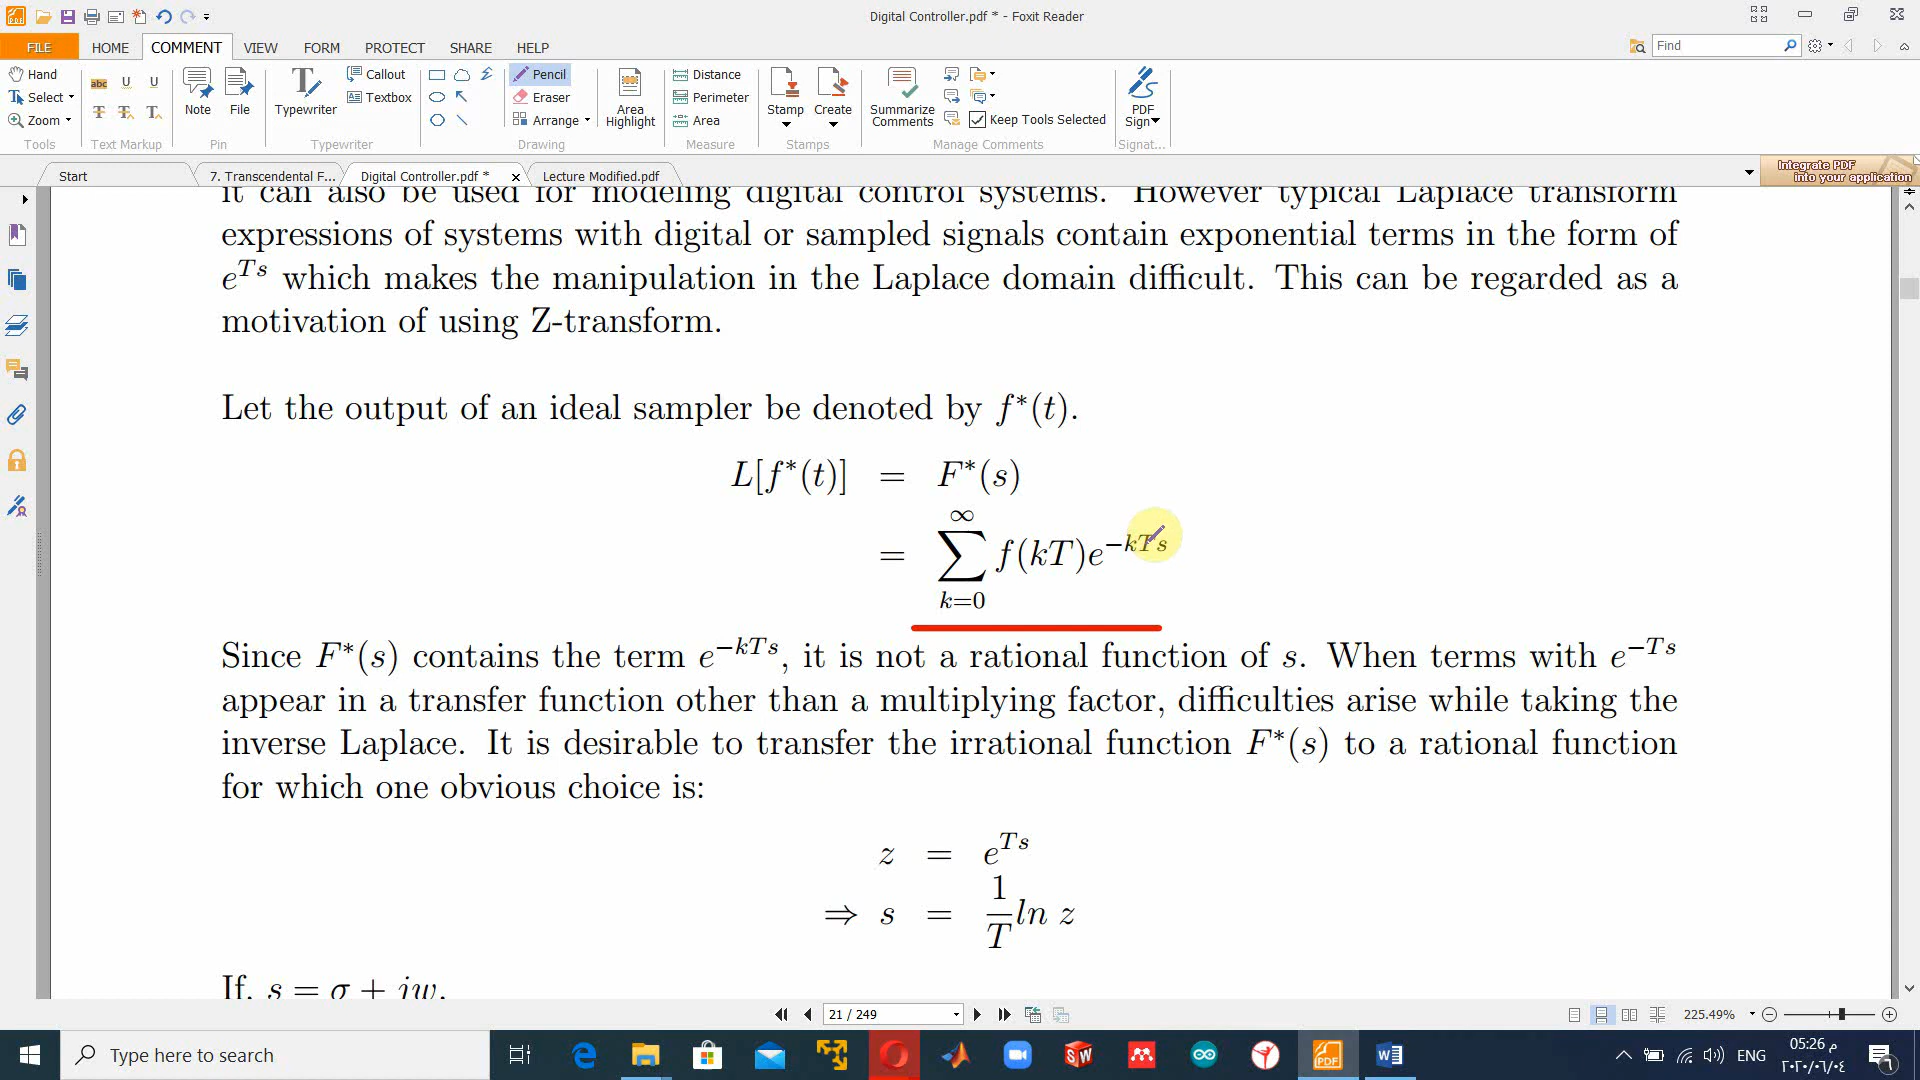 Digital Controller.pdf * - Foxit Reader
FILE HOME COMMENT VIEW FORM PROTECT SHARE HELP
Find
Hand
Select
Zoom
Tools
abc U U
T T T
Text Markup
Note File
Pin
T
Typewriter
Callout
Textbox
Typewriter
Pencil
Eraser
Arrange
Drawing
Area Highlight
Distance
Perimeter
Area
Measure
Stamp Create
Stamps
Summarize Comments
Keep Tools Selected
Manage Comments
PDF Sign
Signat...
Start 7. Transcendental F... Digital Controller.pdf * Lecture Modified.pdf
Integrate PDF
into your application
it can also be used for modeling digital control systems. However typical Laplace transform
expressions of systems with digital or sampled signals contain exponential terms in the form of
e^{Ts} which makes the manipulation in the Laplace domain difficult. This can be regarded as a
motivation of using Z-transform.
Let the output of an ideal sampler be denoted by f*(t).
L[f*(t)] = F*(s)
= ∑_{k=0}^{∞} f(kT)e^{−kTs}
Since F*(s) contains the term e^{−kTs}, it is not a rational function of s. When terms with e^{−Ts}
appear in a transfer function other than a multiplying factor, difficulties arise while taking the
inverse Laplace. It is desirable to transfer the irrational function F*(s) to a rational function
for which one obvious choice is:
z = e^{Ts}
⇒ s = \frac{1}{T} ln z
If, s = σ + jw,
21 / 249
225.49%
Type here to search
ENG
05:26 م
٢٠٢٠/٠٦/٠٤